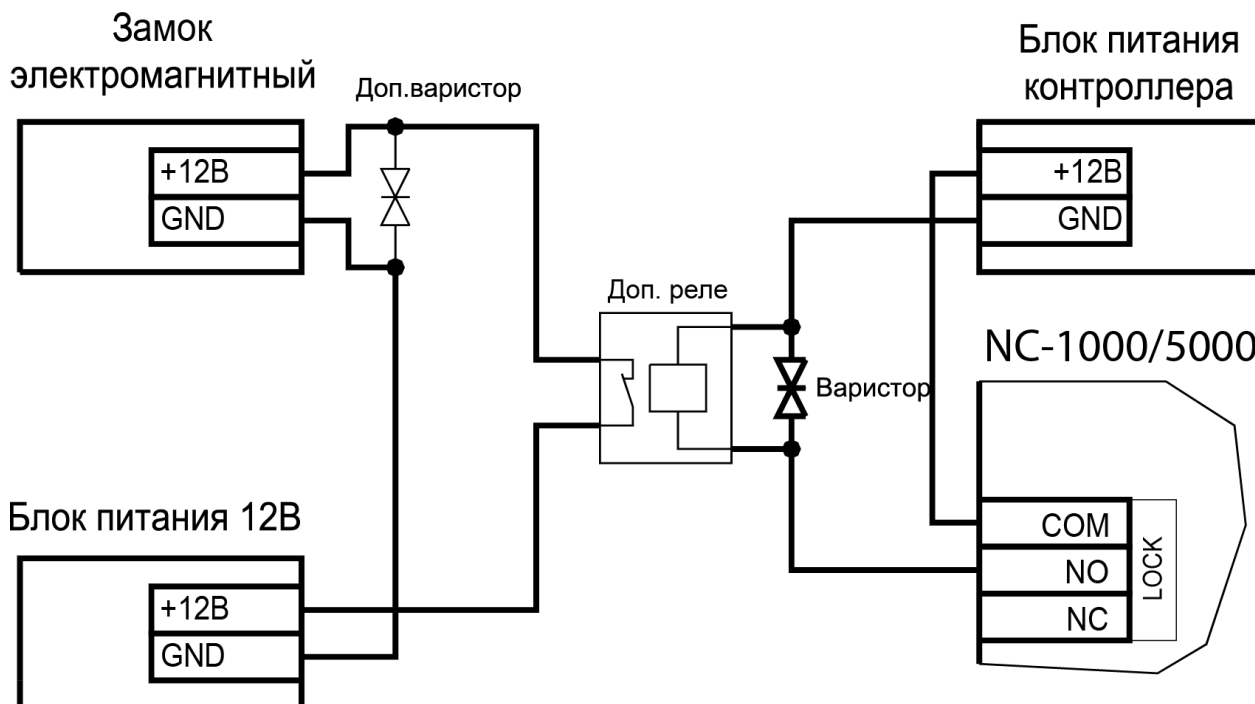 Замок
электромагнитный
Доп.варистор
Блок питания
контроллера
+12В
GND
+12В
GND
Доп. реле
NC-1000/5000
Варистор
Блок питания 12В
COM
NO
NC
LOCK
+12В
GND